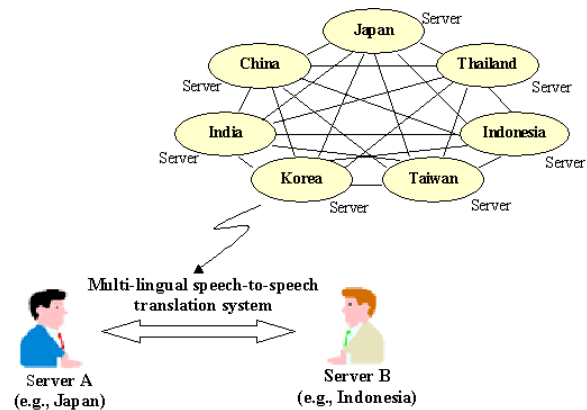 Server
Japan
China
Server
Thailand
Server
India
Server
Indonesia
Server
Korea
Server
Taiwan
Server
Multi-lingual speech-to-speech
translation system
Server A
(e.g., Japan)
Server B
(e.g., Indonesia)